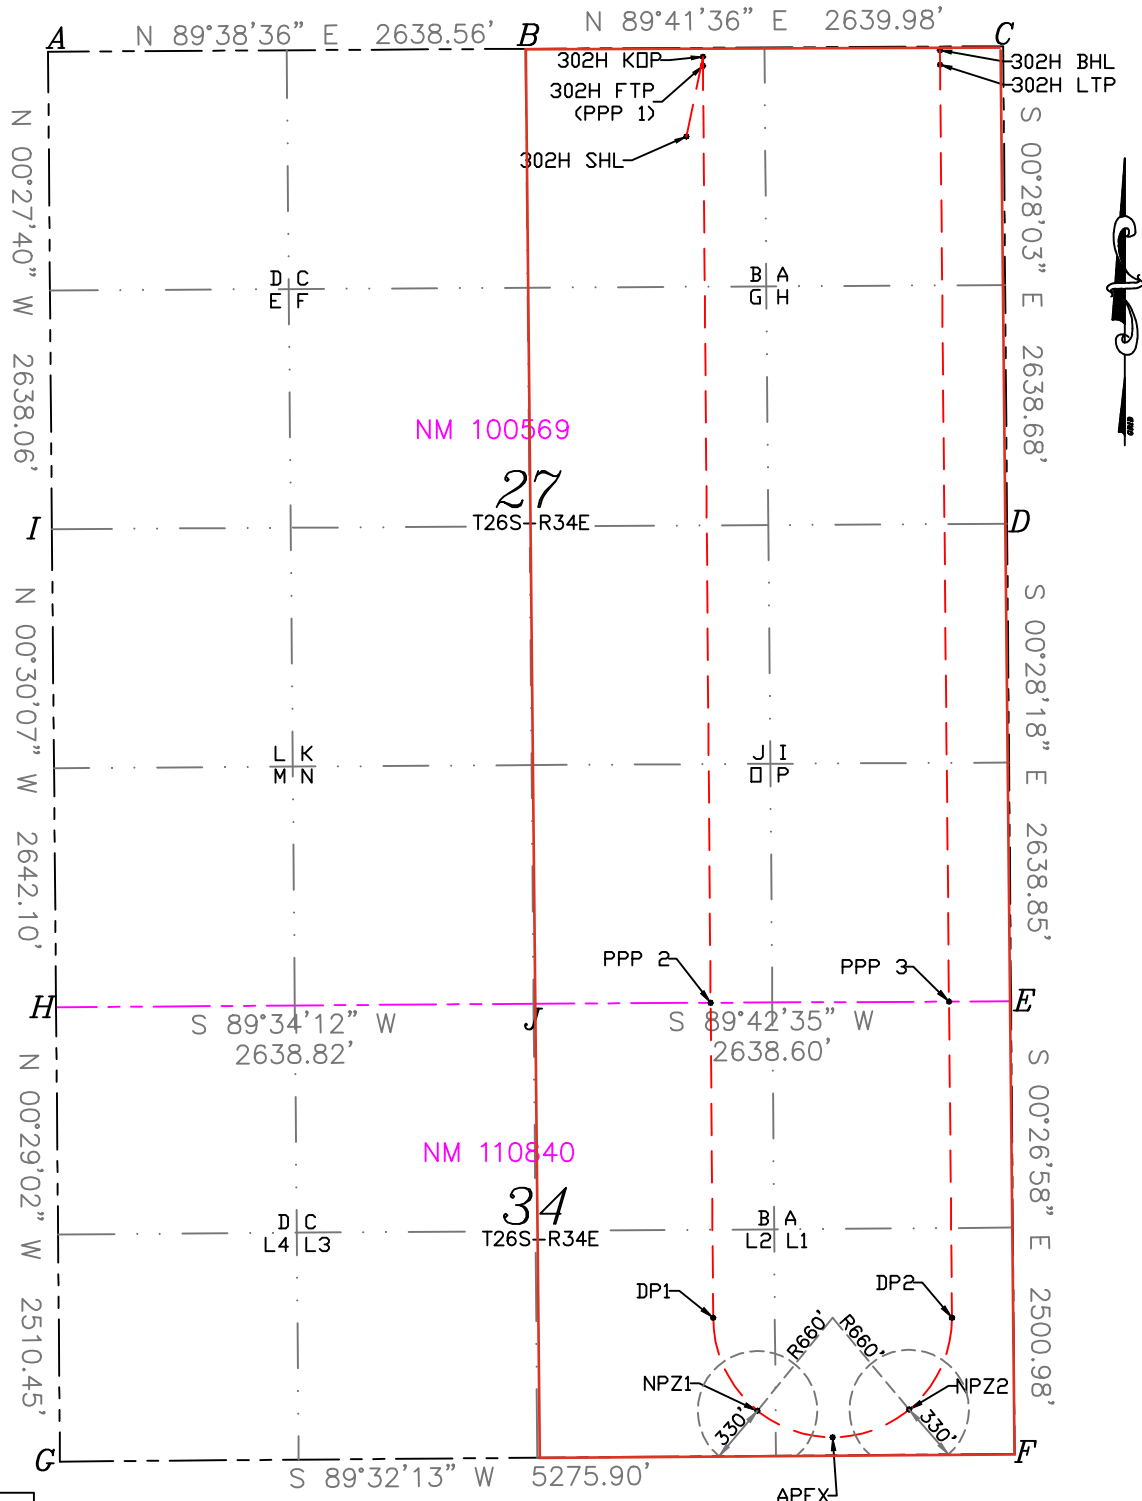 A
N 89°38'36" E 2638.56'
B
N 89°41'36" E 2639.98'
C
302H KOP
302H FTP
(PPP 1)
302H SHL
302H BHL
302H LTP
N 00°27'40" W 2638.06'
S 00°28'03" E 2638.68'
D C
E F
B A
G H
NM 100569
27
T26S-R34E
I
D
N 00°30'07" W 2642.10'
S 00°28'18" E 2638.85'
L K
M N
J I
O P
PPP 2
PPP 3
H
S 89°34'12" W
2638.82'
J
S 89°42'35" W
2638.60'
E
N 00°29'02" W 2510.45'
S 00°26'58" E 2500.98'
NM 110840
34
T26S-R34E
D C
L4 L3
B A
L2 L1
DP1
DP2
R660'
R660'
NPZ1
NPZ2
330'
330'
G
S 89°32'13" W 5275.90'
F
APEX